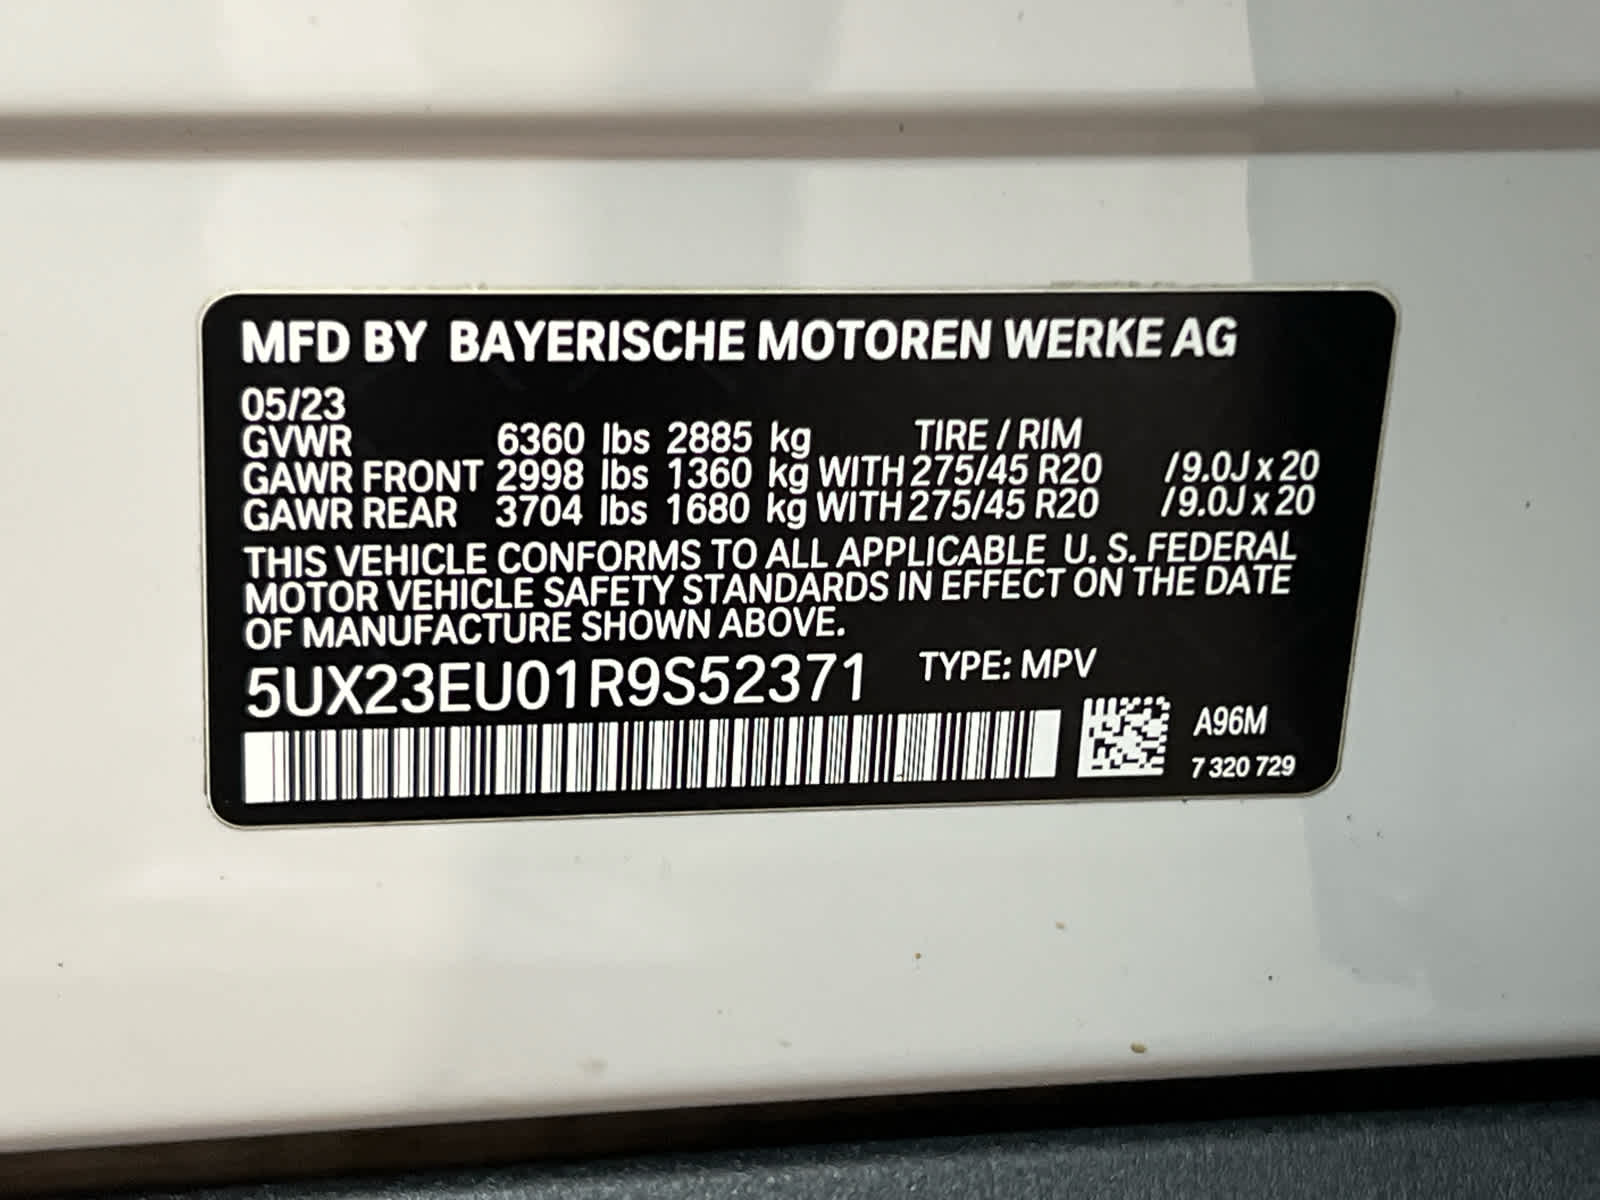 MFD BY BAYERISCHE MOTOREN WERKE AG
05/23
GVWR 6360 lbs 2885 kg TIRE / RIM
GAWR FRONT 2998 lbs 1360 kg WITH 275/45 R20 /9.0J x 20
GAWR REAR 3704 lbs 1680 kg WITH 275/45 R20 /9.0J x 20
THIS VEHICLE CONFORMS TO ALL APPLICABLE U. S. FEDERAL
MOTOR VEHICLE SAFETY STANDARDS IN EFFECT ON THE DATE
OF MANUFACTURE SHOWN ABOVE.
5UX23EU01R9S52371 TYPE: MPV
A96M
7 320 729